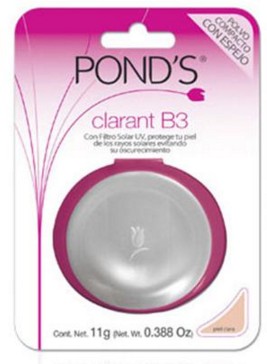 POLVO
COMPACTO
CON ESPEJO
POND'S®
clarant B3
Con Filtro Solar UV, protege tu piel
de los rayos solares evitando
su oscurecimiento
Cont. Net. 11g (Net. Wt. 0.388 Oz.)